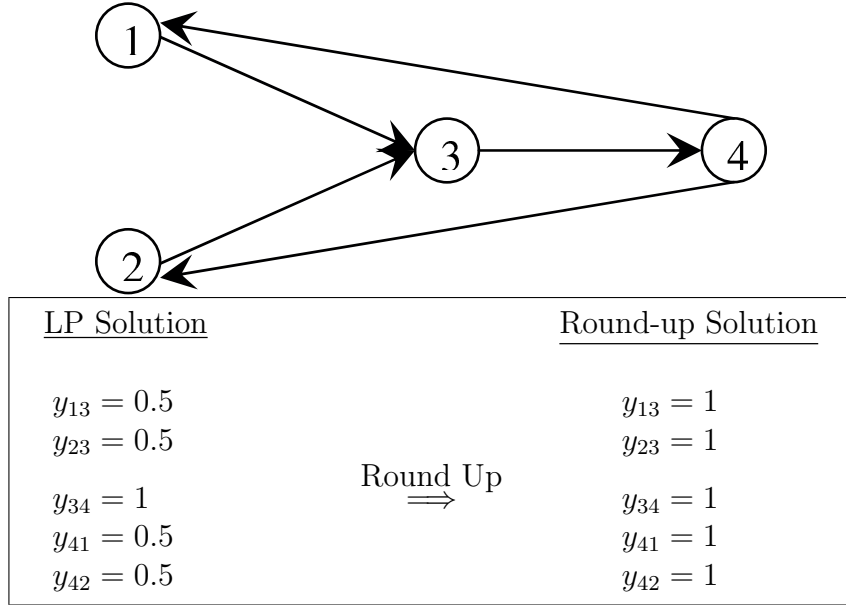 1
3
4
2
LP Solution Round-up Solution
y₁₃ = 0.5 y₁₃ = 1
y₂₃ = 0.5 y₂₃ = 1
Round Up
y₃₄ = 1 ⟹ y₃₄ = 1
y₄₁ = 0.5 y₄₁ = 1
y₄₂ = 0.5 y₄₂ = 1